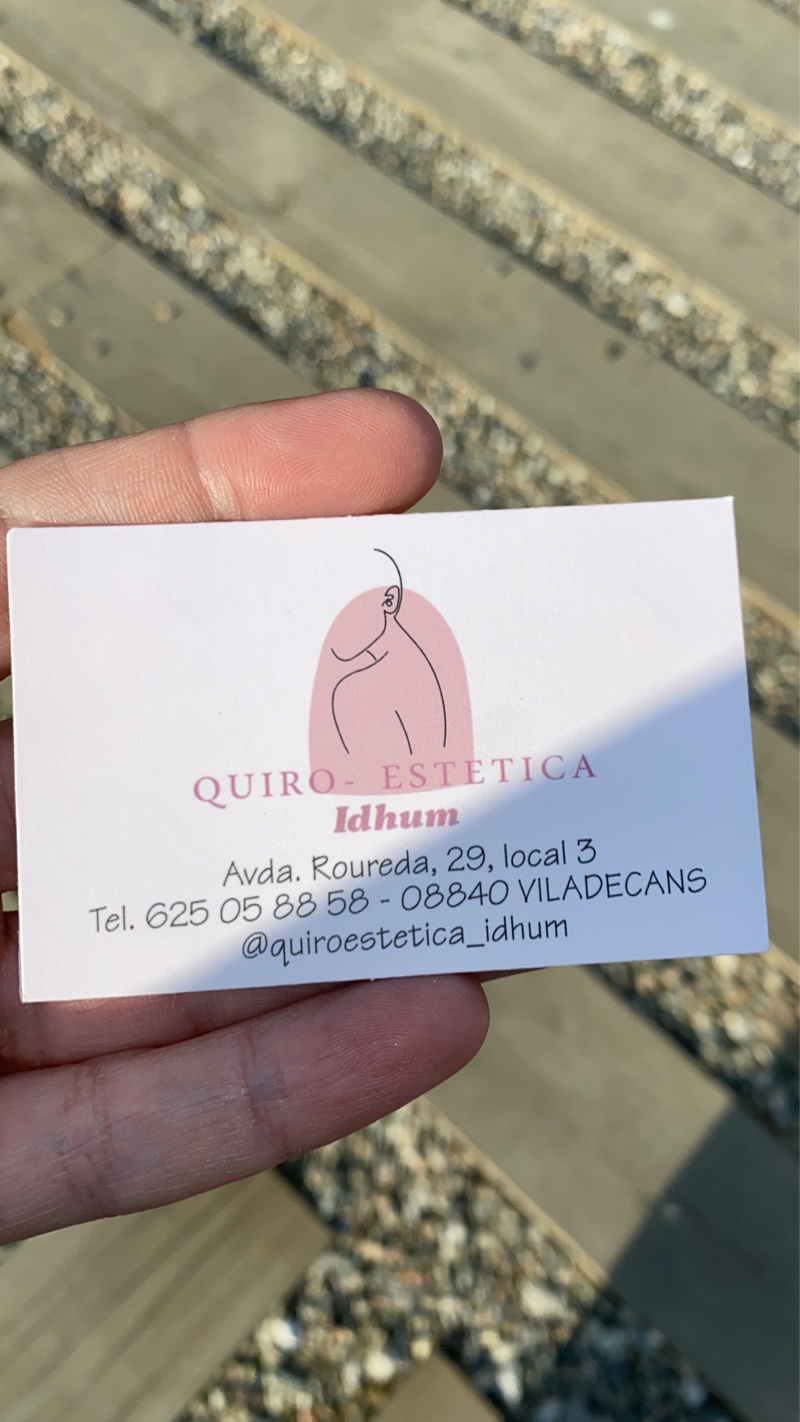 QUIRO- ESTETICA
Idhum
Avda. Roureda, 29, local 3
Tel. 625 05 88 58 - 08840 VILADECANS
@quiroestetica_idhum